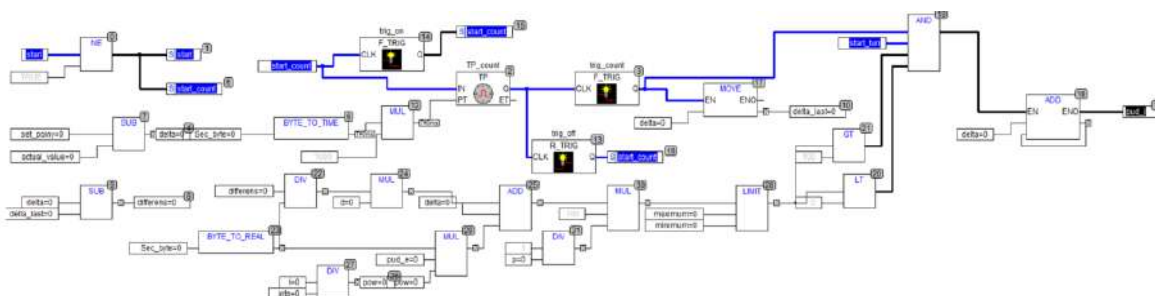 trig_on
F_TRIG
CLK Q
S start_count
NE
start
S start
S start_count
start_count
TP_count
TP
IN Q
PT ET
trig_count
F_TRIG
CLK Q
MOVE
EN ENO
delta=0
delta_last=0
AND
start_turn
ADD
EN ENO
delta=0
SUB
actual_value=0
delta=0
Sec_byte=0
BYTE_TO_TIME
MUL
trig_off
R_TRIG
CLK Q
start_count
GT
LT
SUB
delta=0
delta_last=0
differens=0
differens=0
DIV
d=0
MUL
delta=0
ADD
MUL
LIMIT
maximum=0
minimum=0
Sec_byte=0
BYTE_TO_REAL
MUL
DIV
p=0
i=0
DIV
pow=0
pow=0